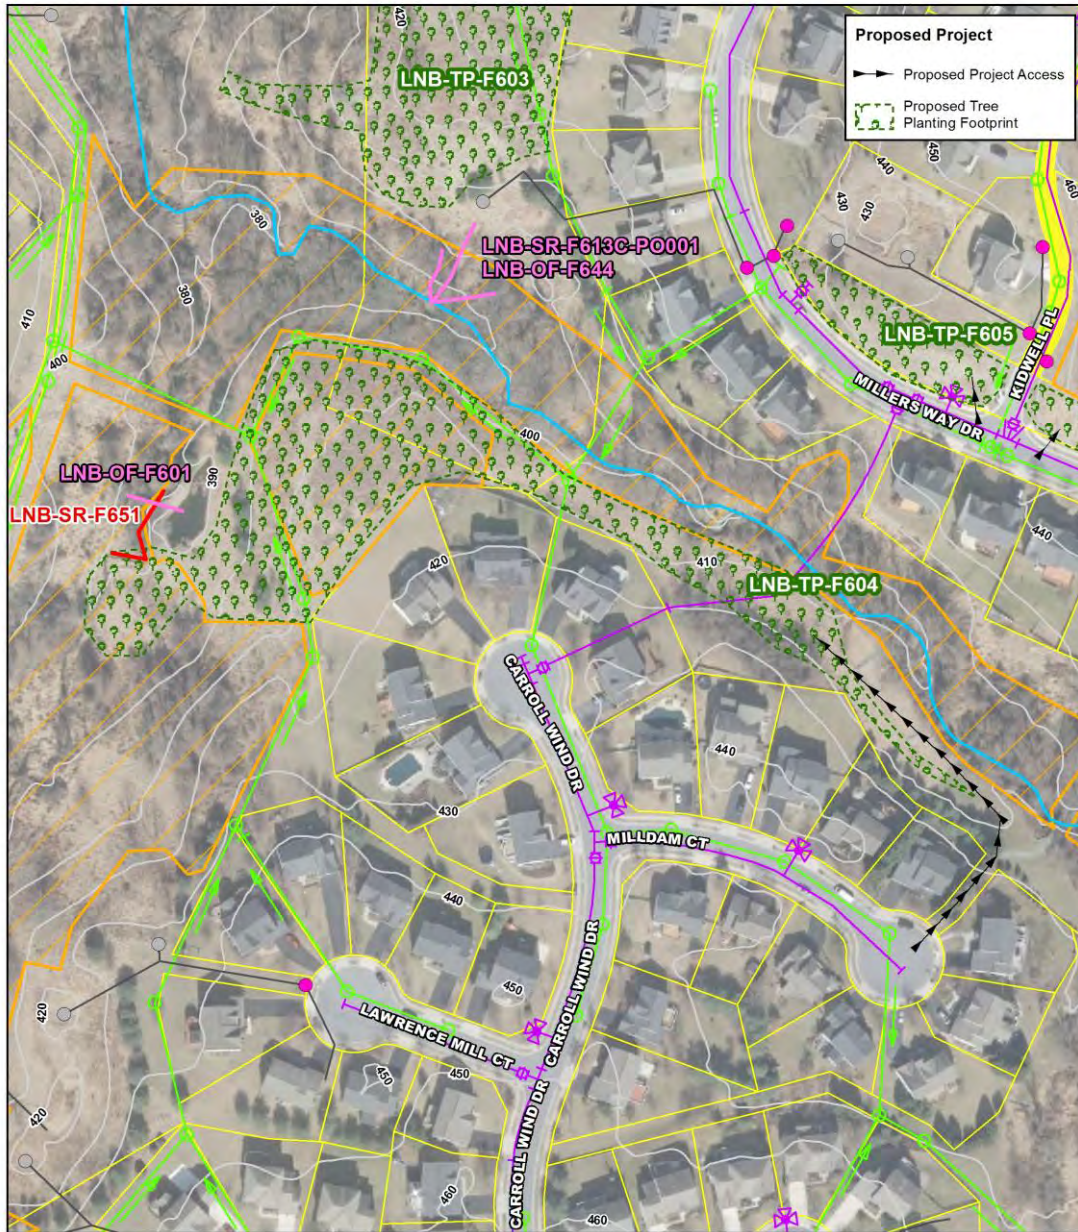 420
Proposed Project
Proposed Project Access
Proposed Tree
Planting Footprint
LNB-TP-F603
450
440
460
430
430
380
LNB-SR-F613C-PO001
LNB-OF-F644
380
410
400
LNB-TP-F605
KIDWELL PL
MILLERS WAY DR
400
390
LNB-OF-F601
LNB-SR-F651
440
420
410
LNB-TP-F604
CARROLL WIND DR
440
430
MILLDAM CT
440
450
CARROLL WIND DR
420
LAWRENCE MILL CT
450
450
420
CARROLL WIND DR
460
460